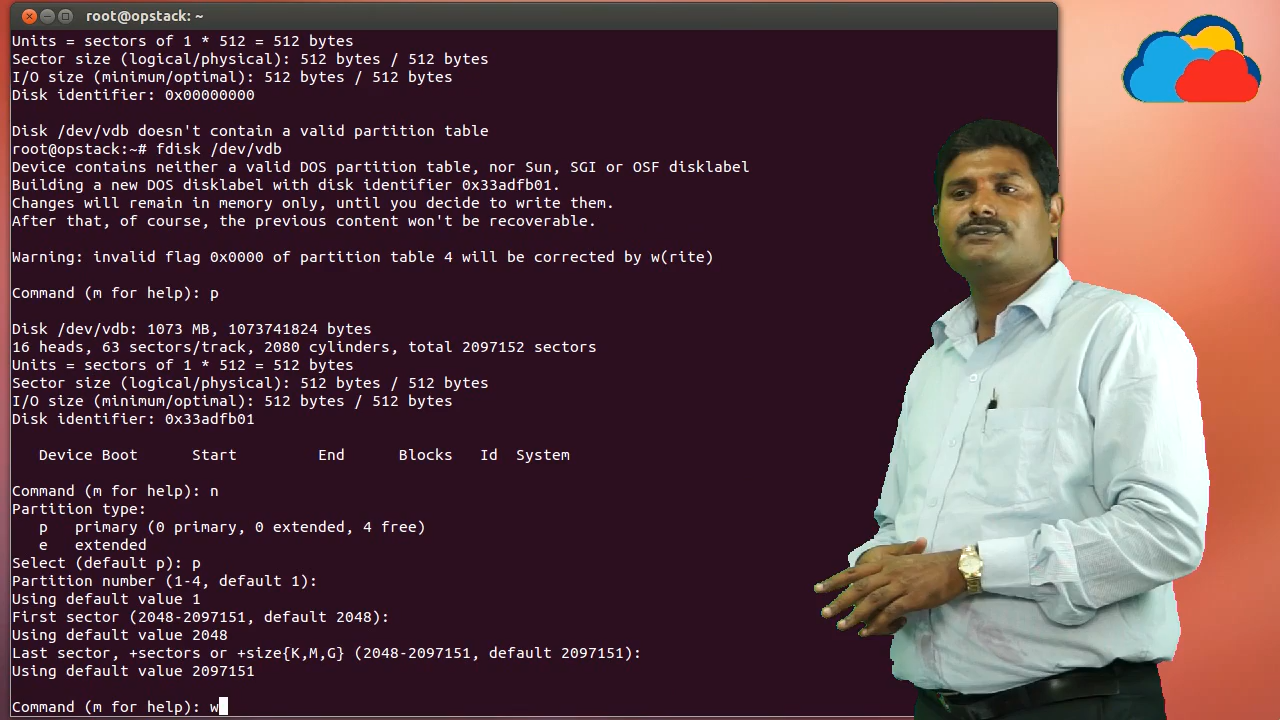 root@opstack: ~
Units = sectors of 1 * 512 = 512 bytes
Sector size (logical/physical): 512 bytes / 512 bytes
I/O size (minimum/optimal): 512 bytes / 512 bytes
Disk identifier: 0x00000000
Disk /dev/vdb doesn't contain a valid partition table
root@opstack:~# fdisk /dev/vdb
Device contains neither a valid DOS partition table, nor Sun, SGI or OSF disklabel
Building a new DOS disklabel with disk identifier 0x33adfb01.
Changes will remain in memory only, until you decide to write them.
After that, of course, the previous content won't be recoverable.
Warning: invalid flag 0x0000 of partition table 4 will be corrected by w(rite)
Command (m for help): p
Disk /dev/vdb: 1073 MB, 1073741824 bytes
16 heads, 63 sectors/track, 2080 cylinders, total 2097152 sectors
Units = sectors of 1 * 512 = 512 bytes
Sector size (logical/physical): 512 bytes / 512 bytes
I/O size (minimum/optimal): 512 bytes / 512 bytes
Disk identifier: 0x33adfb01
Device Boot Start End Blocks Id System
Command (m for help): n
Partition type:
p primary (0 primary, 0 extended, 4 free)
e extended
Select (default p): p
Partition number (1-4, default 1):
Using default value 1
First sector (2048-2097151, default 2048):
Using default value 2048
Last sector, +sectors or +size{K,M,G} (2048-2097151, default 2097151):
Using default value 2097151
Command (m for help): w